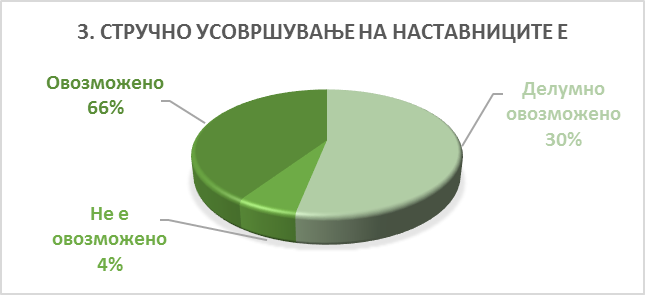 3. СТРУЧНО УСОВРШУВАЊЕ НА НАСТАВНИЦИТЕ Е
Овозможено
66%
Делумно
овозможено
30%
Не е
овозможено
4%